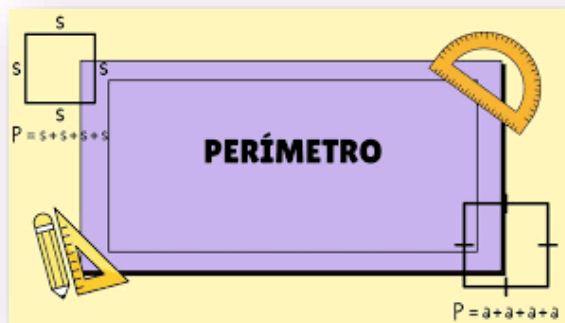 s
s s
s
P = s+s+s+s
PERÍMETRO
P = a+a+a+a